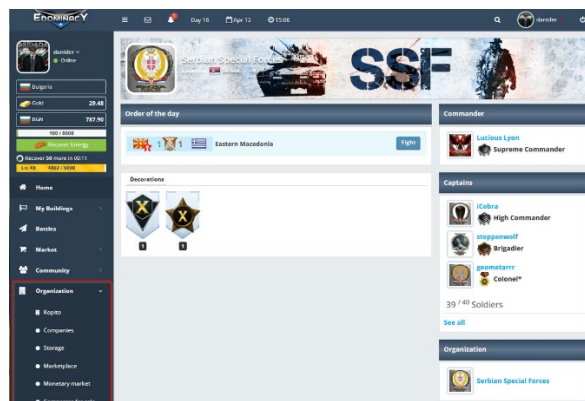 EDOMINACY
Day 16
Apr 12
15:06
danider
BRIGADA
danider
Online
Bulgaria
Gold 29.48
BGN 787.90
Recover Energy
Recover 50 more in 00:11
Home
My Buildings
Battles
Market
Community
Organization
Kopito
Companies
Storage
Marketplace
Monetary market
Serbian Special Forces
SSF
Order of the day
1 1 Eastern Macedonia
Fight
Decorations
X X
1 1
Commander
Lucious Lyon
Supreme Commander
Captains
iCobra
High Commander
steppenwolf
Brigadier
geometarrr
Colonel*
39 / 40 Soldiers
See all
Organization
Serbian Special Forces